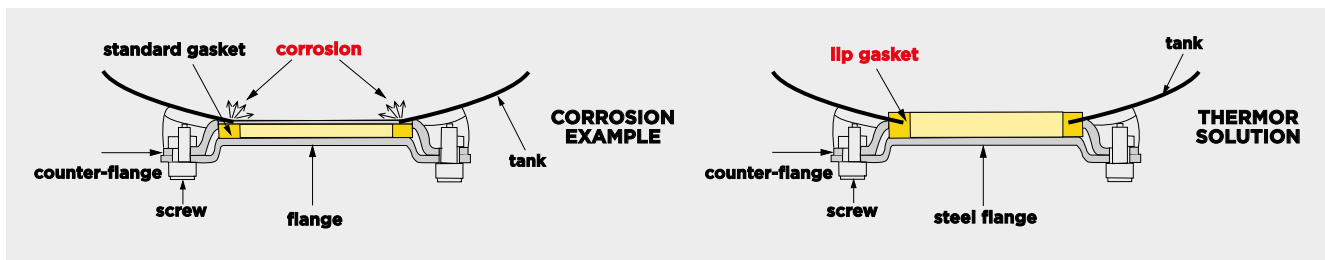 standard gasket
corrosion
CORROSION
EXAMPLE
tank
counter-flange
screw
flange
lip gasket
tank
THERMOR
SOLUTION
counter-flange
screw
steel flange